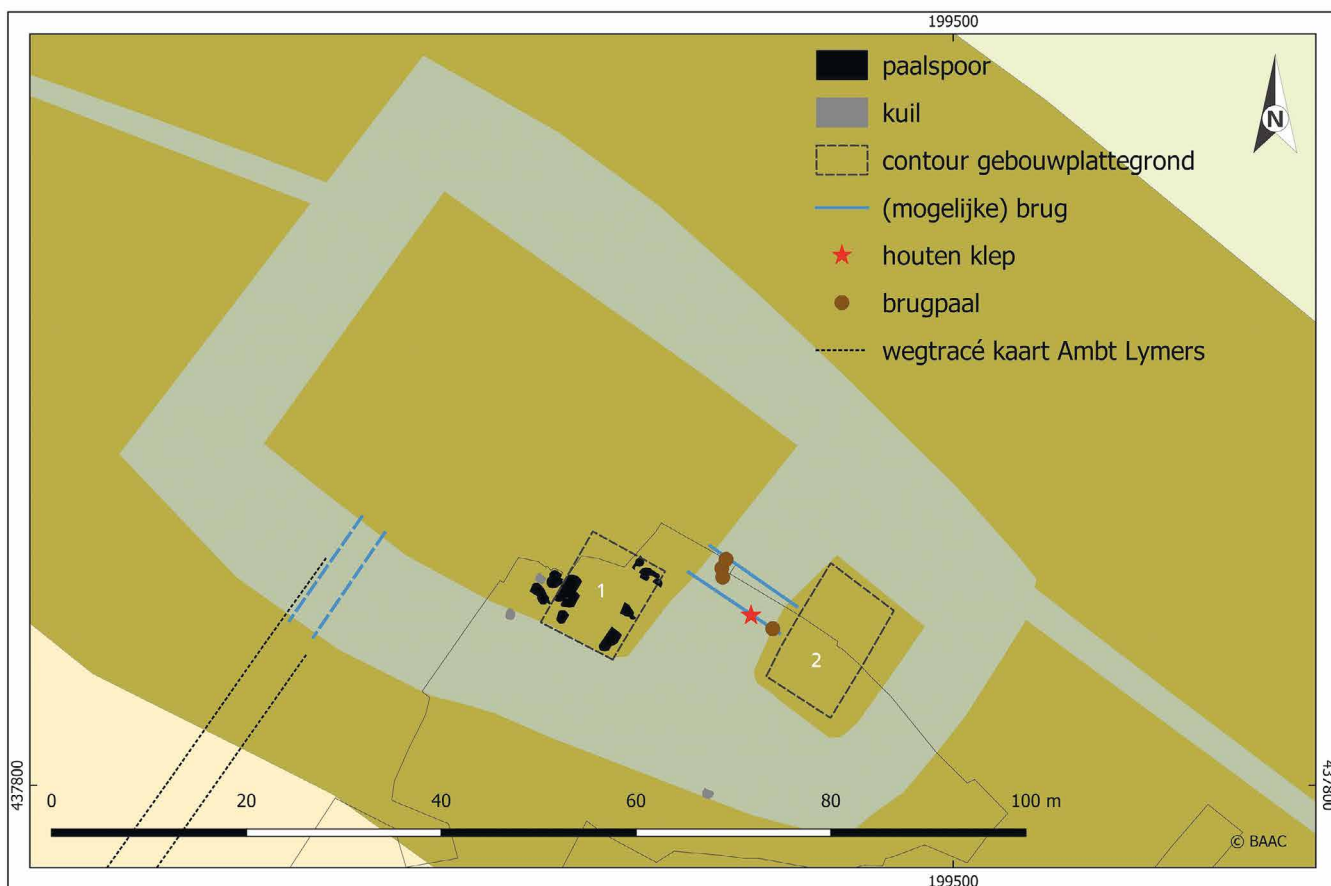 199500
paalspoor
kuil
contour gebouwplattegrond
(mogelijke) brug
houten klep
brugpaal
wegtracé kaart Ambt Lymers
N
1
2
437800
437800
0 20 40 60 80 100 m
© BAAC
199500